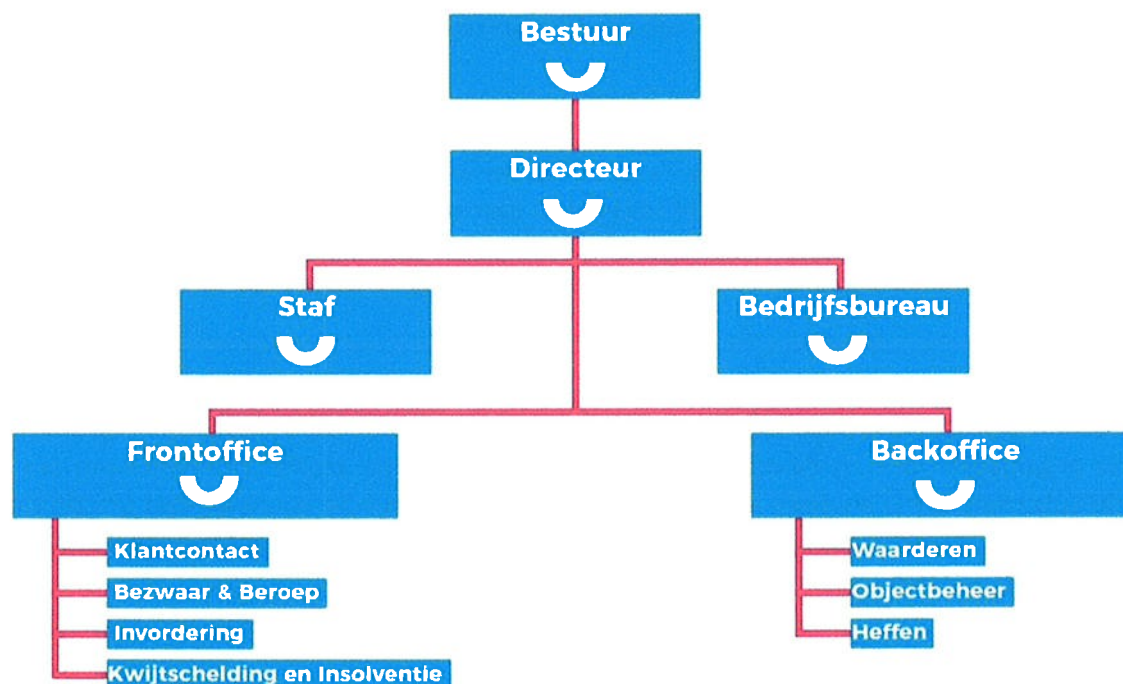 Bestuur
Directeur
Staf
Bedrijfsbureau
Frontoffice
Backoffice
Klantcontact
Bezwaar & Beroep
Invordering
Kwijtschelding en Insolventie
Waarderen
Objectbeheer
Heffen